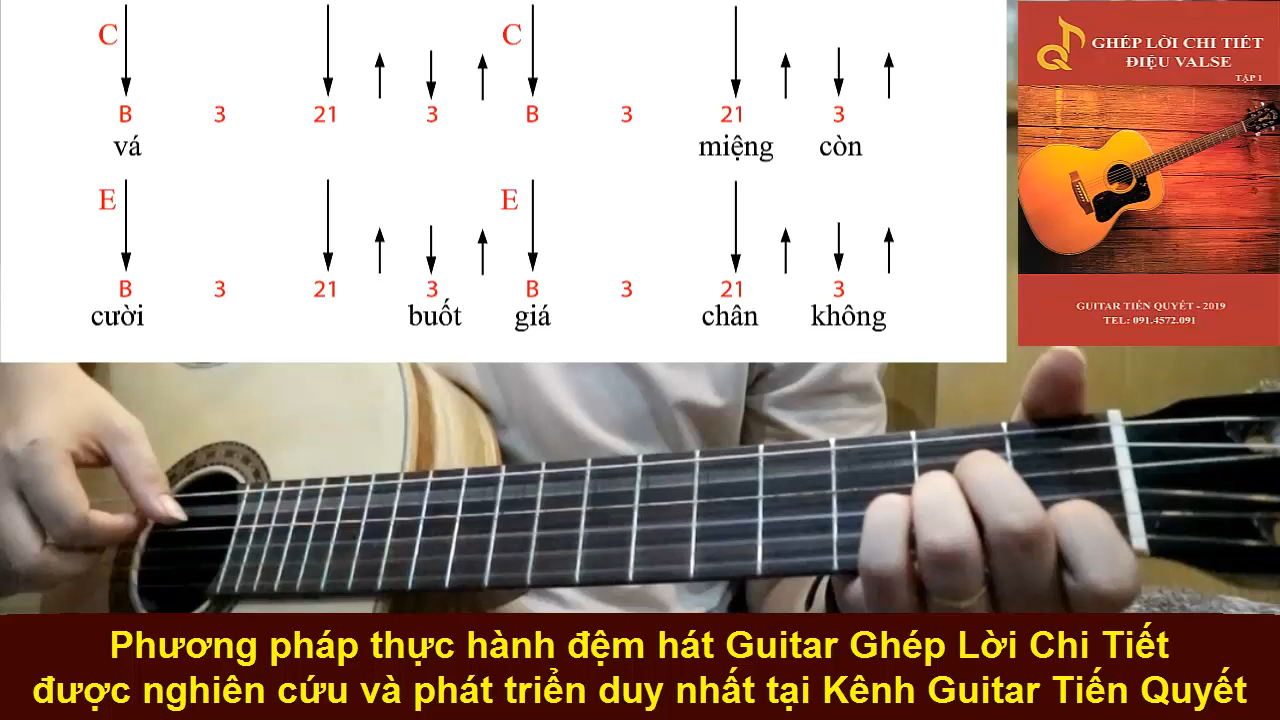 C C
B 3 21 3 B 3 21 3
vá miệng còn
E E
B 3 21 3 B 3 21 3
cười buốt giá chân không
GHÉP LỜI CHI TIẾT
ĐIỆU VALSE
TẬP 1
GUITAR TIẾN QUYẾT - 2019
TEL: 091.4572.091
Phương pháp thực hành đệm hát Guitar Ghép Lời Chi Tiết
được nghiên cứu và phát triển duy nhất tại Kênh Guitar Tiến Quyết